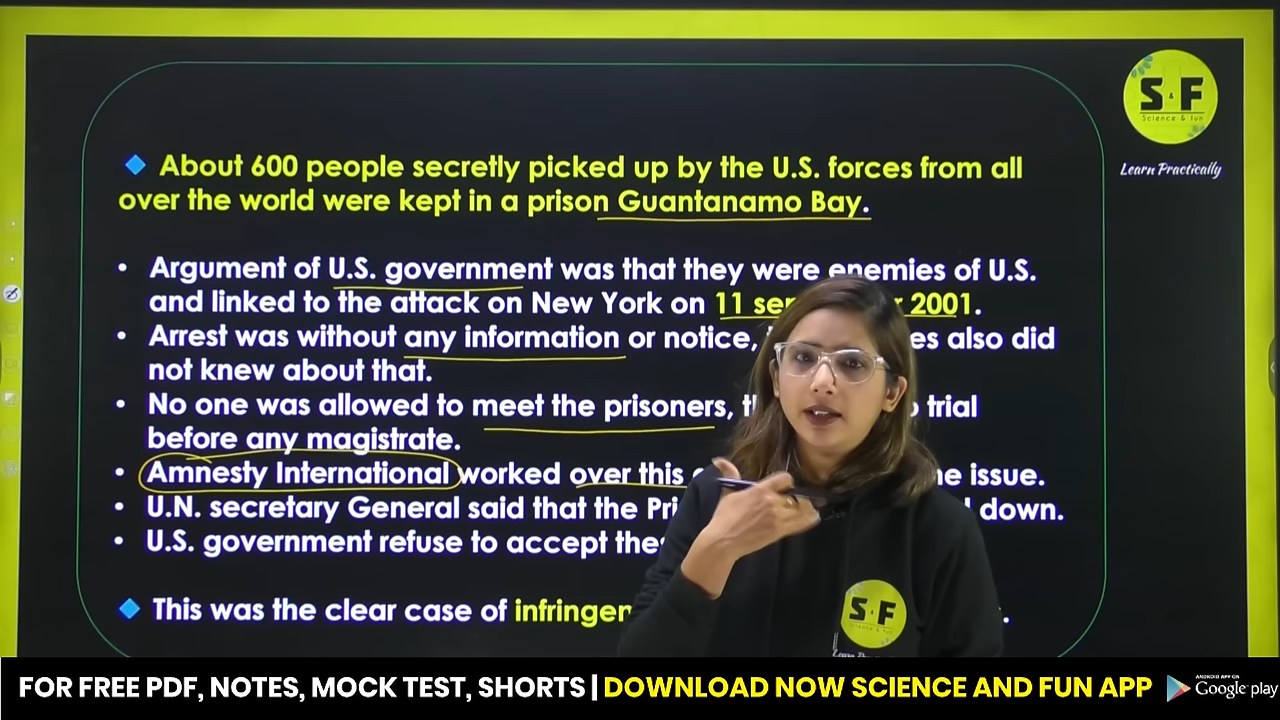 About 600 people secretly picked up by the U.S. forces from all
over the world were kept in a prison Guantanamo Bay.
S & F
Science & fun
Learn Practically
• Argument of U.S. government was that they were enemies of U.S.
and linked to the attack on New York on 11 2001.
• Arrest was without any information or notice, also did
not knew about that.
• No one was allowed to meet the prisoners, trial
before any magistrate.
• Amnesty International worked over this issue.
• U.N. secretary General said that the down.
• U.S. government refuse to accept
This was the clear case of
S & F
Science & fun
FOR FREE PDF, NOTES, MOCK TEST, SHORTS | DOWNLOAD NOW SCIENCE AND FUN APP
ANDROID APP ON
Google play